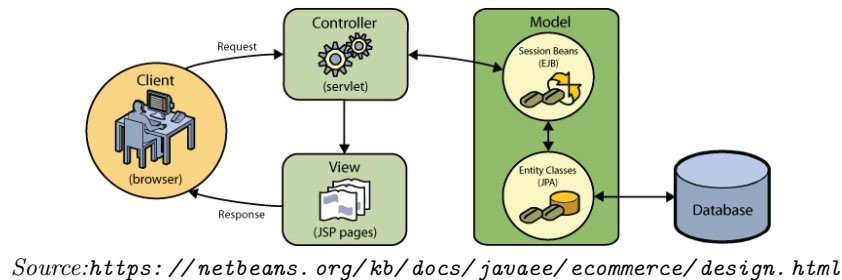 Controller
(servlet)
Model
Session Beans
(EJB)
Request
Client
(browser)
View
(JSP pages)
Response
Entity Classes
(JPA)
Database
Source:https://netbeans.org/kb/docs/javaee/ecommerce/design.html